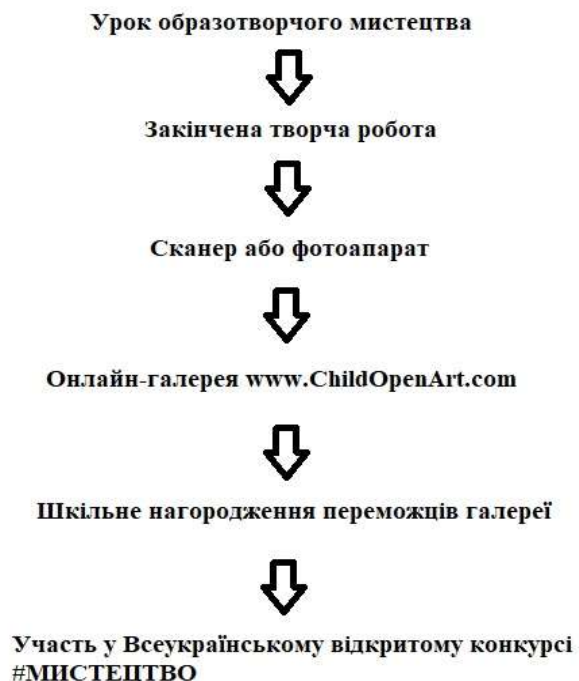 Урок образотворчого мистецтва
Закінчена творча робота
Сканер або фотоапарат
Онлайн-галерея www.ChildOpenArt.com
Шкільне нагородження переможців галереї
Участь у Всеукраїнському відкритому конкурсі
#МИСТЕЦТВО